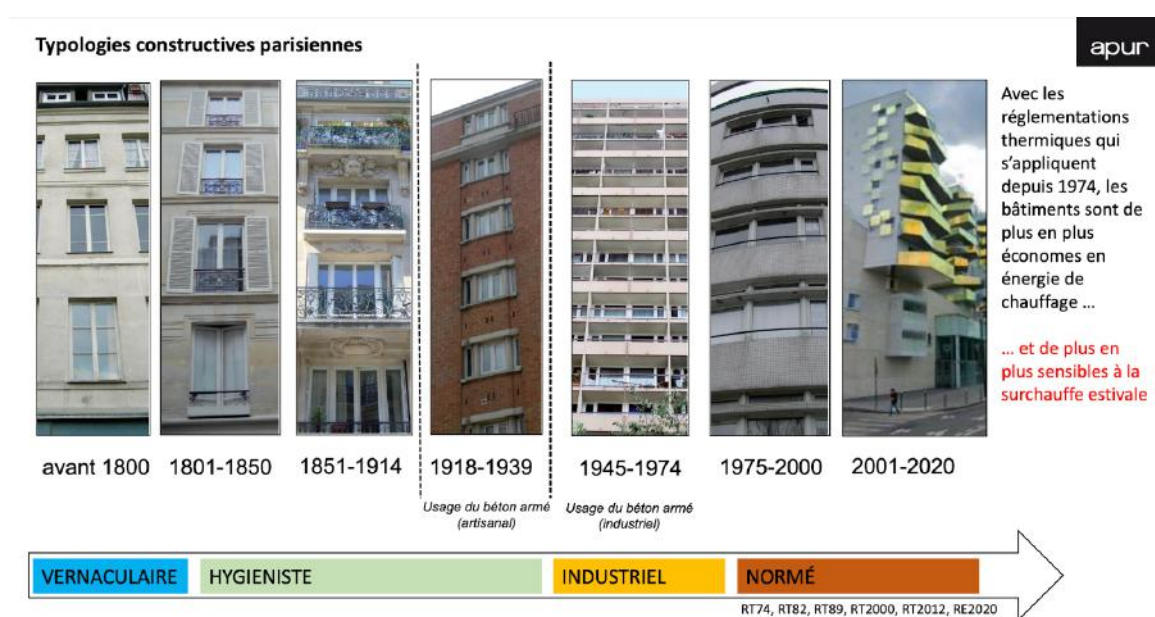 Typologies constructives parisiennes
apur
Avec les
réglementations
thermiques qui
s'appliquent
depuis 1974, les
bâtiments sont de
plus en plus
économes en
énergie de
chauffage ...
... et de plus en
plus sensibles à la
surchauffe estivale
avant 1800
1801-1850
1851-1914
1918-1939
1945-1974
1975-2000
2001-2020
Usage du béton armé
(artisanal)
Usage du béton armé
(industriel)
VERNACULAIRE
HYGIENISTE
INDUSTRIEL
NORMÉ
RT74, RT82, RT89, RT2000, RT2012, RE2020